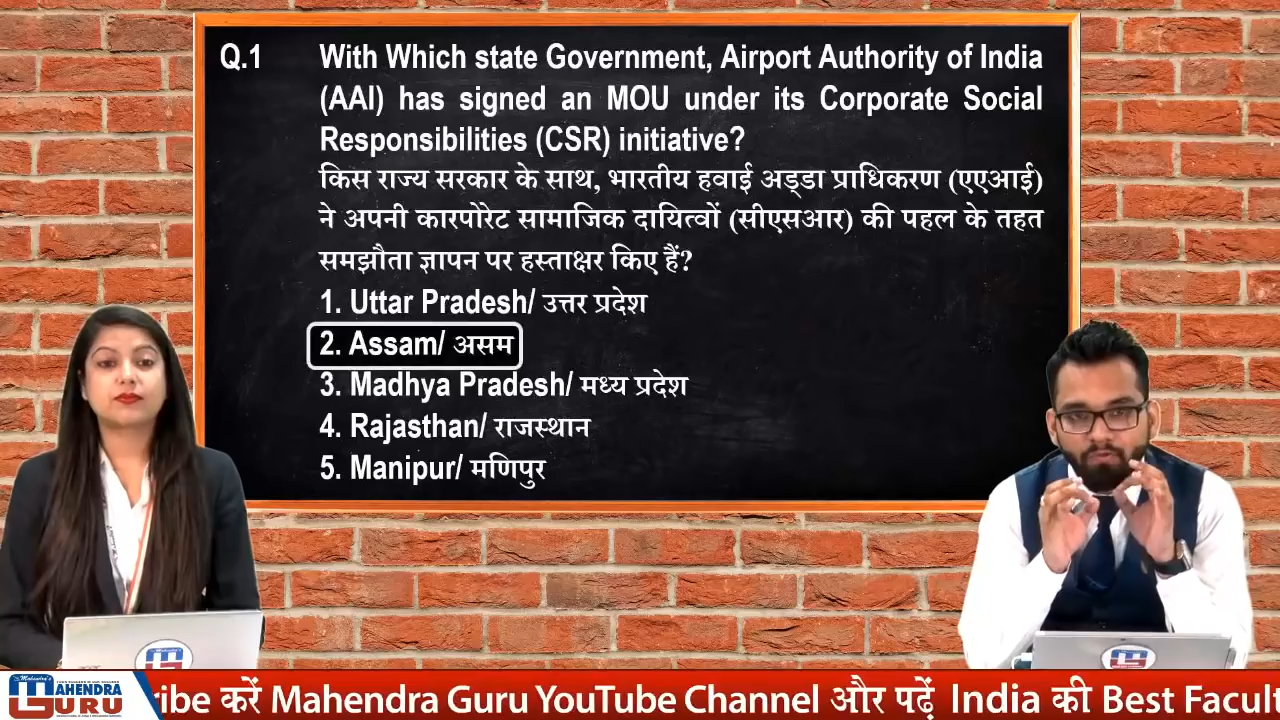 Q.1 With Which state Government, Airport Authority of India
(AAI) has signed an MOU under its Corporate Social
Responsibilities (CSR) initiative?
किस राज्य सरकार के साथ, भारतीय हवाई अड्डा प्राधिकरण (एएआई)
ने अपनी कारपोरेट सामाजिक दायित्वों (सीएसआर) की पहल के तहत
समझौता ज्ञापन पर हस्ताक्षर किए हैं?
1. Uttar Pradesh/ उत्तर प्रदेश
2. Assam/ असम
3. Madhya Pradesh/ मध्य प्रदेश
4. Rajasthan/ राजस्थान
5. Manipur/ मणिपुर
Mahendra's
MAHENDRA
GURU
ribe करें Mahendra Guru YouTube Channel और पढ़ें India की Best Facul